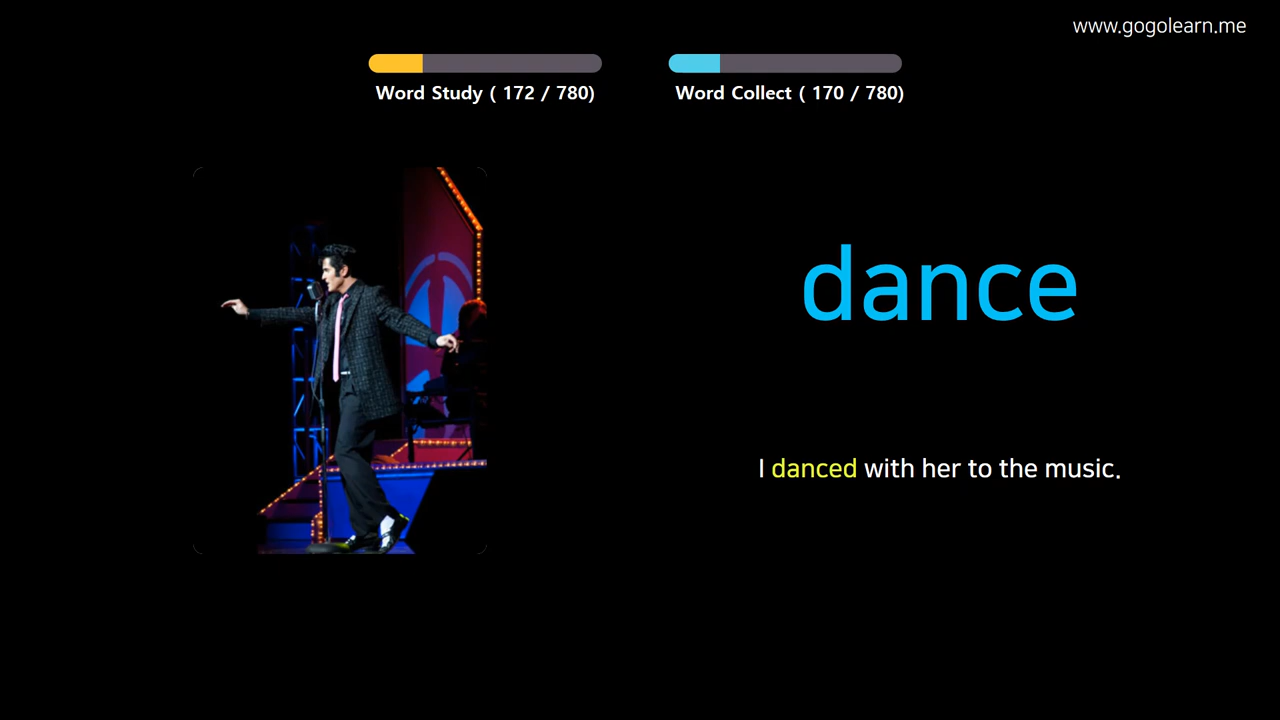 www.gogolearn.me
Word Study ( 172 / 780)
Word Collect ( 170 / 780)
dance
I danced with her to the music.